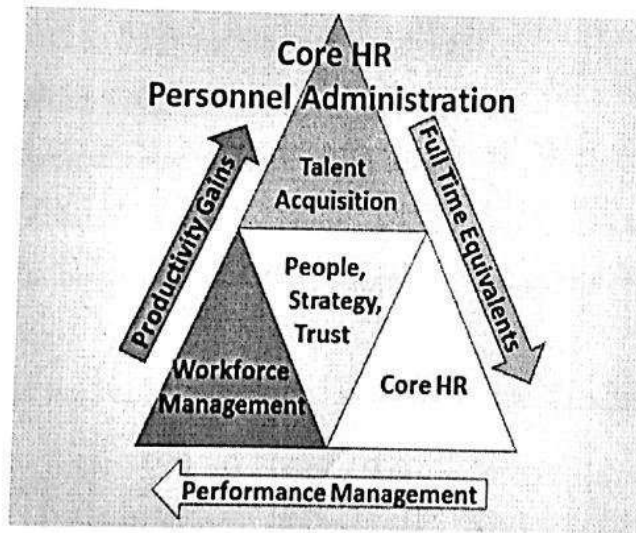 Core HR
Personnel Administration
Productivity Gains
Full Time Equivalents
Talent
Acquisition
People,
Strategy,
Trust
Workforce
Management
Core HR
Performance Management